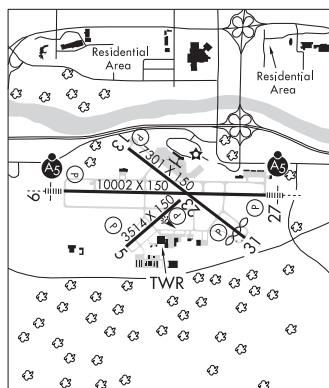 Residential
Area
Residential
Area
P
13
7301 X 150
H
A5
A5
P
9
10002 X 150
P
27
3514 X 150
23
P
P
P
5
31
TWR